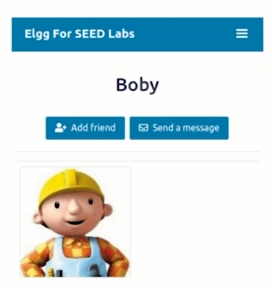 Elgg For SEED Labs
Boby
Add friend
Send a message